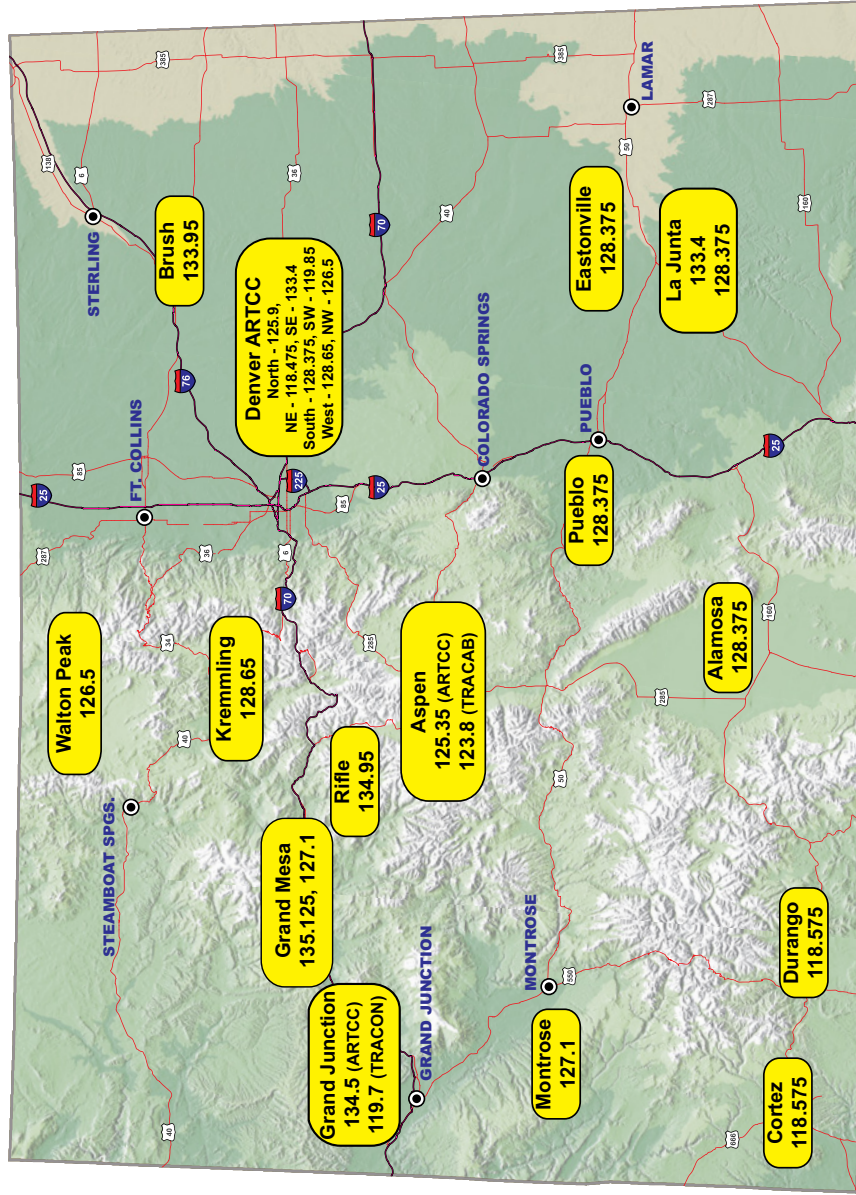 Walton Peak
126.5
STEAMBOAT SPGS.
40
40
34
287
25
FT. COLLINS
85
36
STERLING
138
6
385
Brush
133.95
76
Kremmling
128.65
Grand Mesa
135.125, 127.1
Rifle
134.95
70
6
225
Denver ARTCC
North - 125.9,
NE - 118.475, SE - 133.4
South - 128.375, SW - 119.85
West - 128.65, NW - 126.5
36
70
Grand Junction
134.5 (ARTCC)
119.7 (TRACON)
GRAND JUNCTION
Aspen
125.35 (ARTCC)
123.8 (TRACAB)
285
85
25
40
COLORADO SPRINGS
385
Montrose
127.1
MONTROSE
550
50
Pueblo
128.375
PUEBLO
Eastonville
128.375
50
LAMAR
287
La Junta
133.4
128.375
285
Alamosa
128.375
160
25
160
Cortez
118.575
666
Durango
118.575